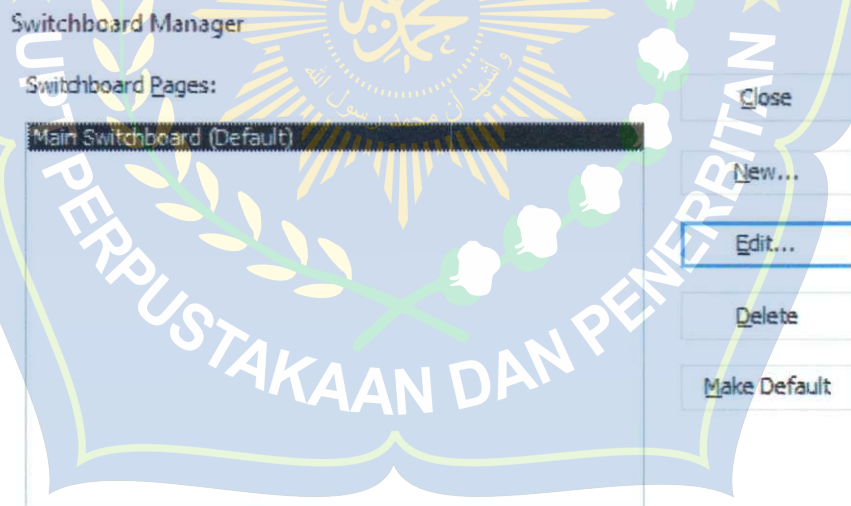 Switchboard Manager
Switchboard Pages:
Main Switchboard (Default)
Close
New...
Edit...
Delete
Make Default
UPT PERPUSTAKAAN DAN PENERBITAN